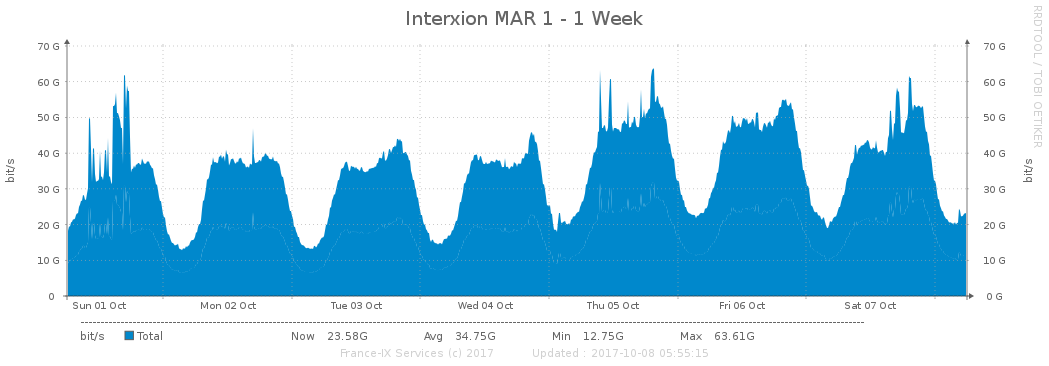 Interxion MAR 1 - 1 Week
RRDTOOL / TOBI OETIKER
bit/s
70 G 70 G
60 G 60 G
50 G 50 G
40 G 40 G
30 G 30 G
20 G 20 G
10 G 10 G
0 0 G
bit/s
Sun 01 Oct Mon 02 Oct Tue 03 Oct Wed 04 Oct Thu 05 Oct Fri 06 Oct Sat 07 Oct
bit/s Total Now 23.58G Avg 34.75G Min 12.75G Max 63.61G
France-IX Services (c) 2017 Updated : 2017-10-08 05:55:15